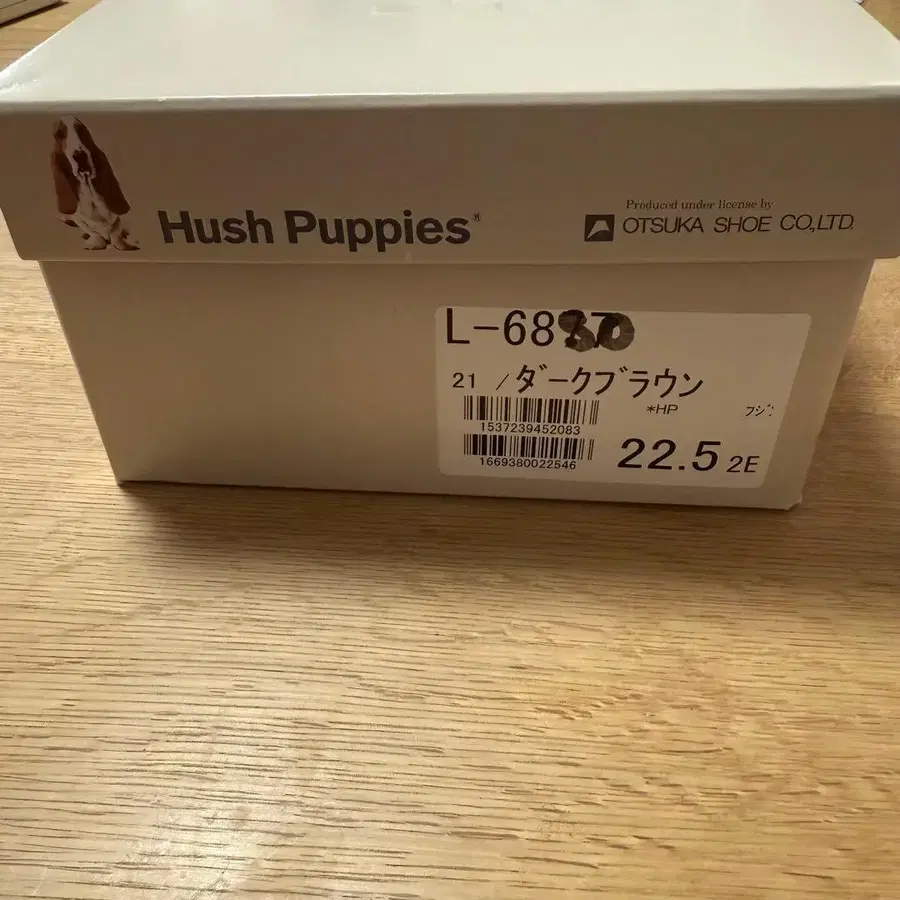 Hush Puppies®
Produced under license by
OTSUKA SHOE CO.,LTD.
L-68
21 /ダークブラウン
*HP
1537239452083
1669380022546
22.5 2E